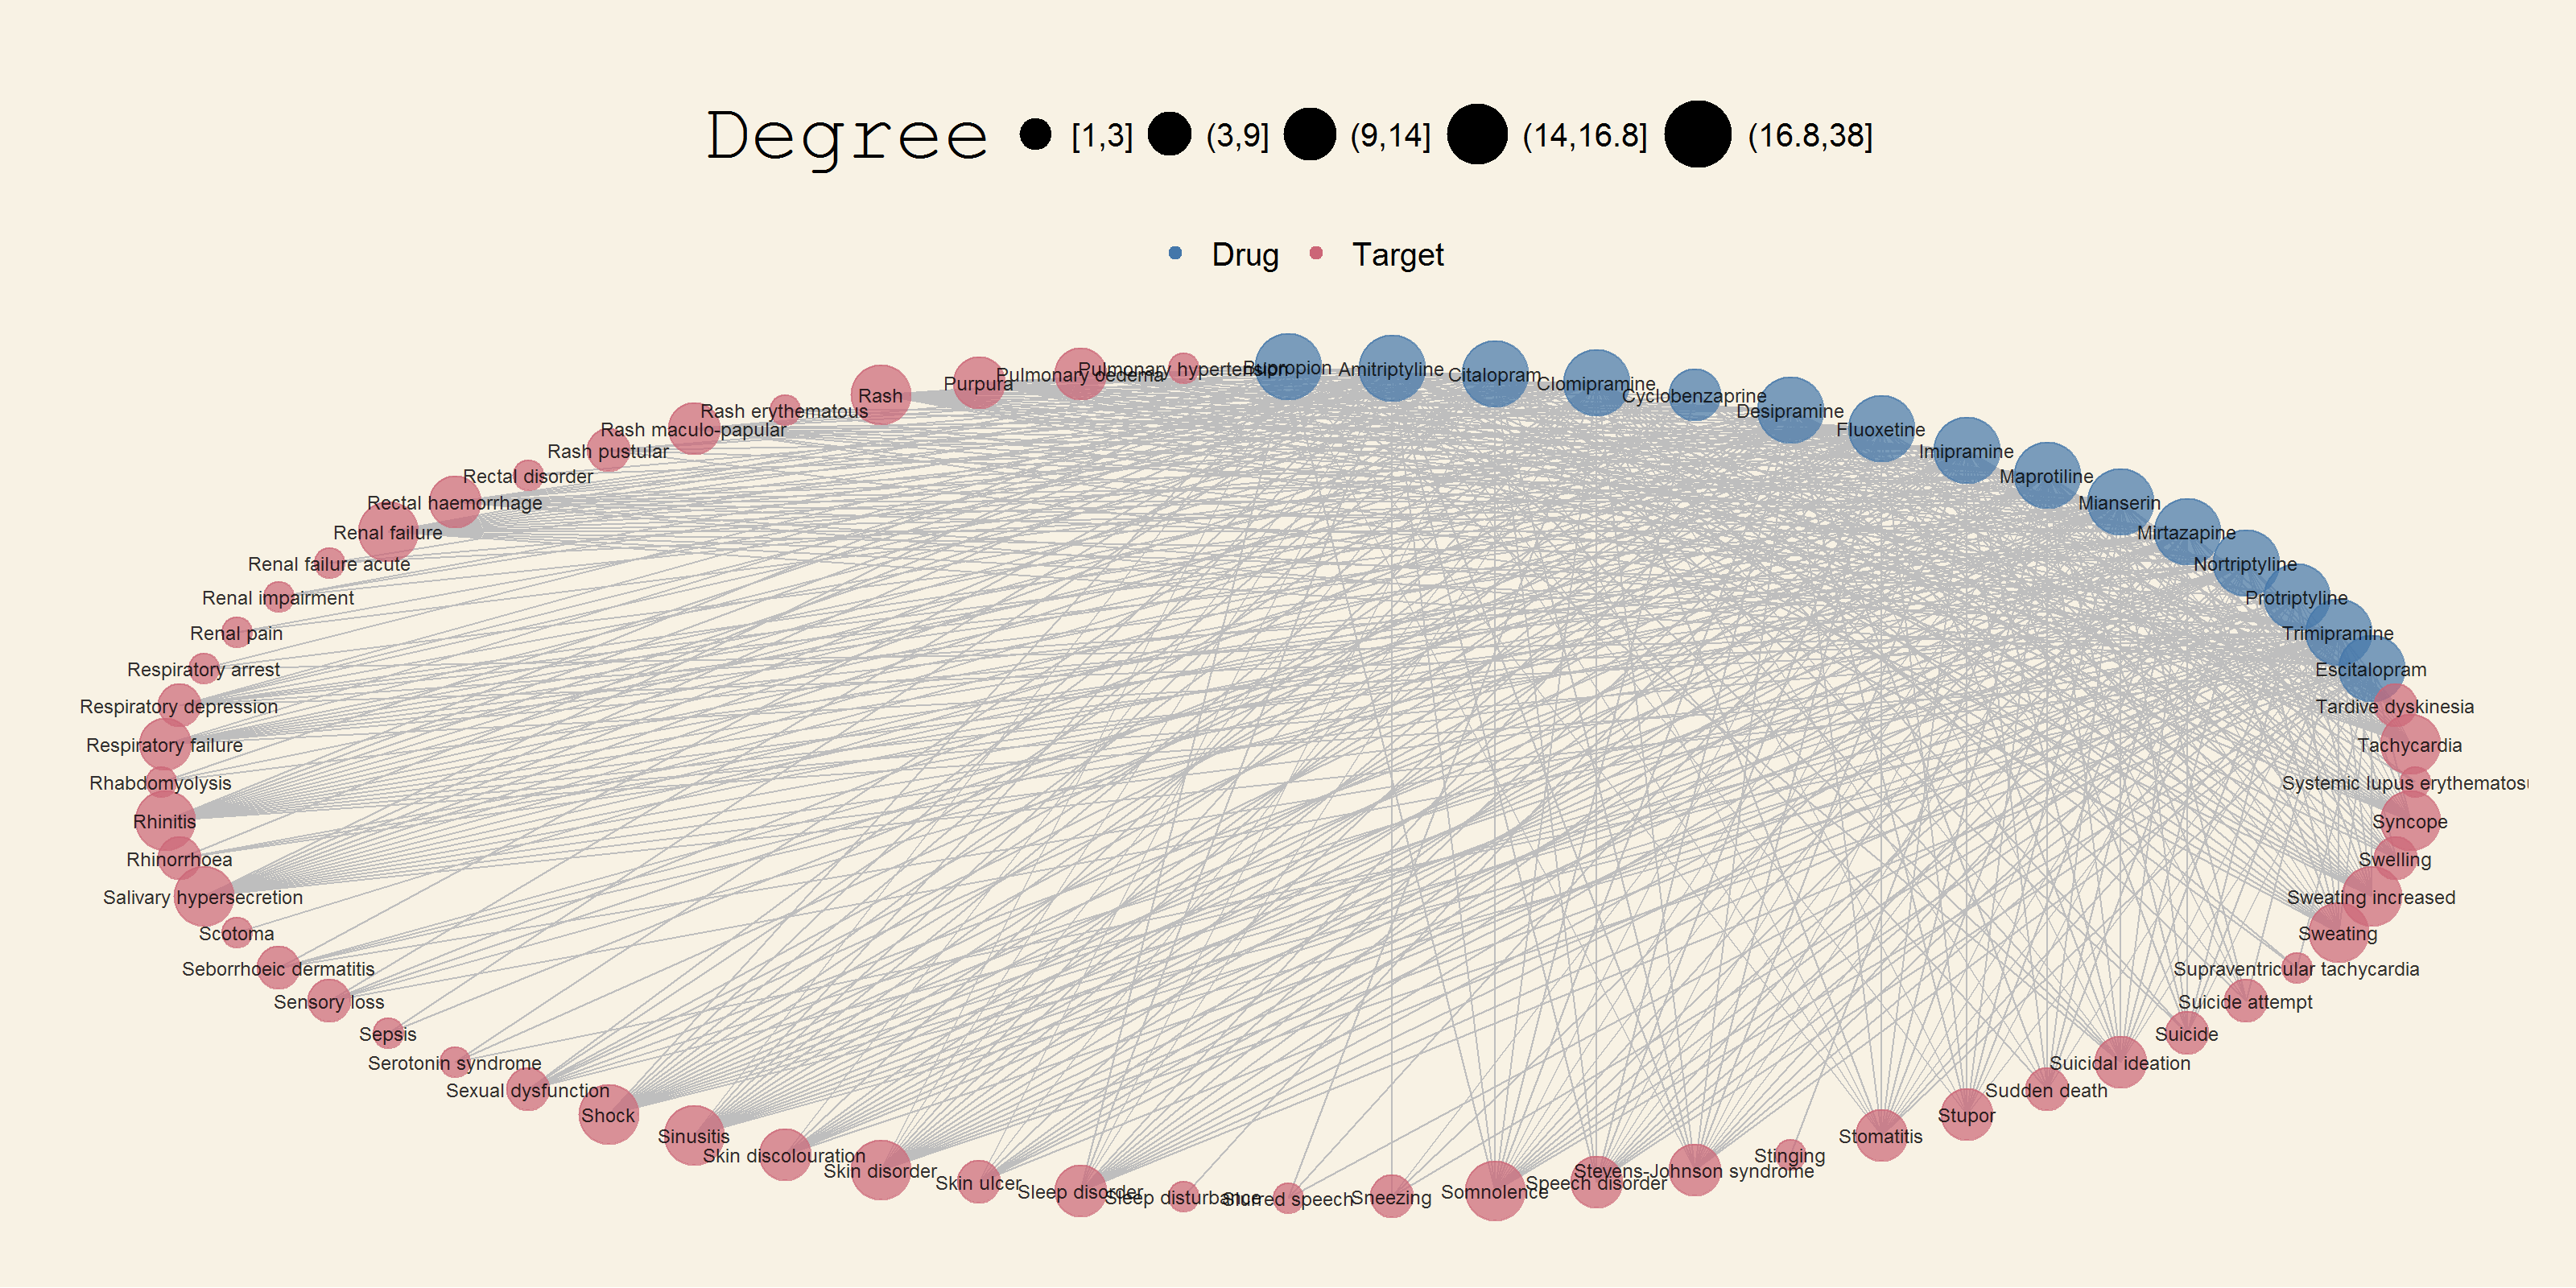 Degree [1,3] (3,9] (9,14] (14,16.8] (16.8,38]
Drug Target
Pulmonary hypertension
Bupropion
Amitriptyline
Citalopram
Clomipramine
Cyclobenzaprine
Desipramine
Fluoxetine
Imipramine
Maprotiline
Mianserin
Mirtazapine
Nortriptyline
Protriptyline
Trimipramine
Escitalopram
Tardive dyskinesia
Tachycardia
Systemic lupus erythematosu
Syncope
Swelling
Sweating increased
Sweating
Supraventricular tachycardia
Suicide attempt
Suicide
Suicidal ideation
Sudden death
Stupor
Stomatitis
Stinging
Stevens-Johnson syndrome
Speech disorder
Somnolence
Sneezing
Slurred speech
Sleep disturbance
Sleep disorder
Skin ulcer
Skin disorder
Skin discolouration
Sinusitis
Shock
Sexual dysfunction
Serotonin syndrome
Sepsis
Sensory loss
Seborrhoeic dermatitis
Scotoma
Salivary hypersecretion
Rhinorrhoea
Rhinitis
Rhabdomyolysis
Respiratory failure
Respiratory depression
Respiratory arrest
Renal pain
Renal impairment
Renal failure acute
Renal failure
Rectal haemorrhage
Rectal disorder
Rash pustular
Rash maculo-papular
Rash erythematous
Rash
Purpura
Pulmonary oedema